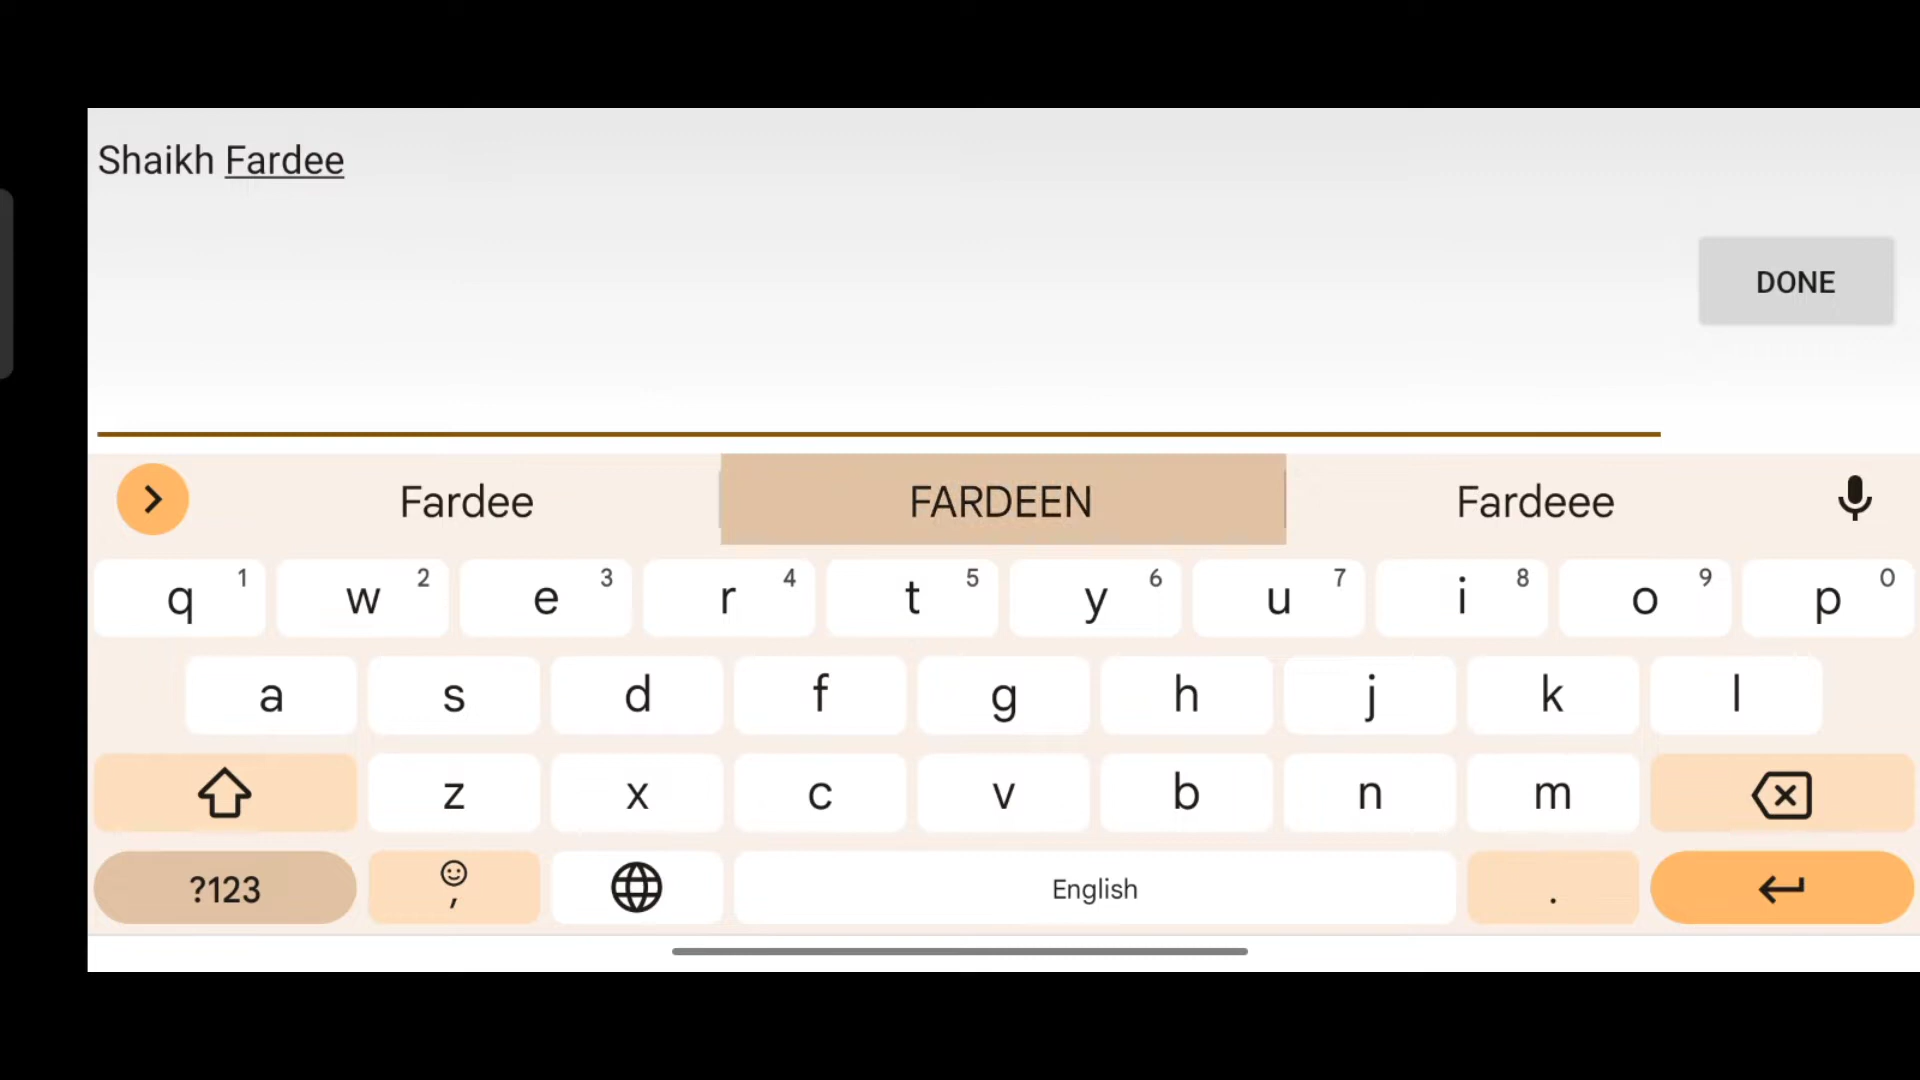 Shaikh Fardee
DONE
Fardee FARDEEN Fardeee
q 1 w 2 e 3 r 4 t 5 y 6 u 7 i 8 o 9 p 0
a s d f g h j k l
z x c v b n m
?123 , English .